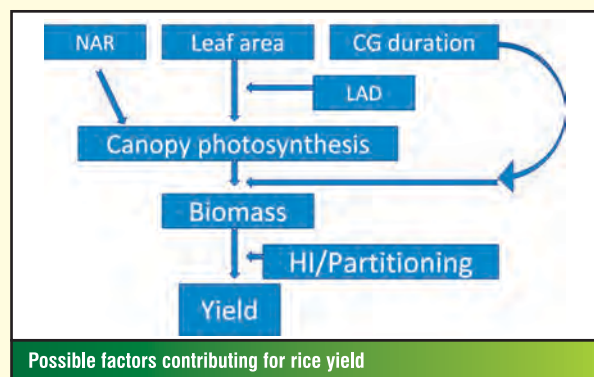 NAR
Leaf area
CG duration
LAD
Canopy photosynthesis
Biomass
HI/Partitioning
Yield
Possible factors contributing for rice yield